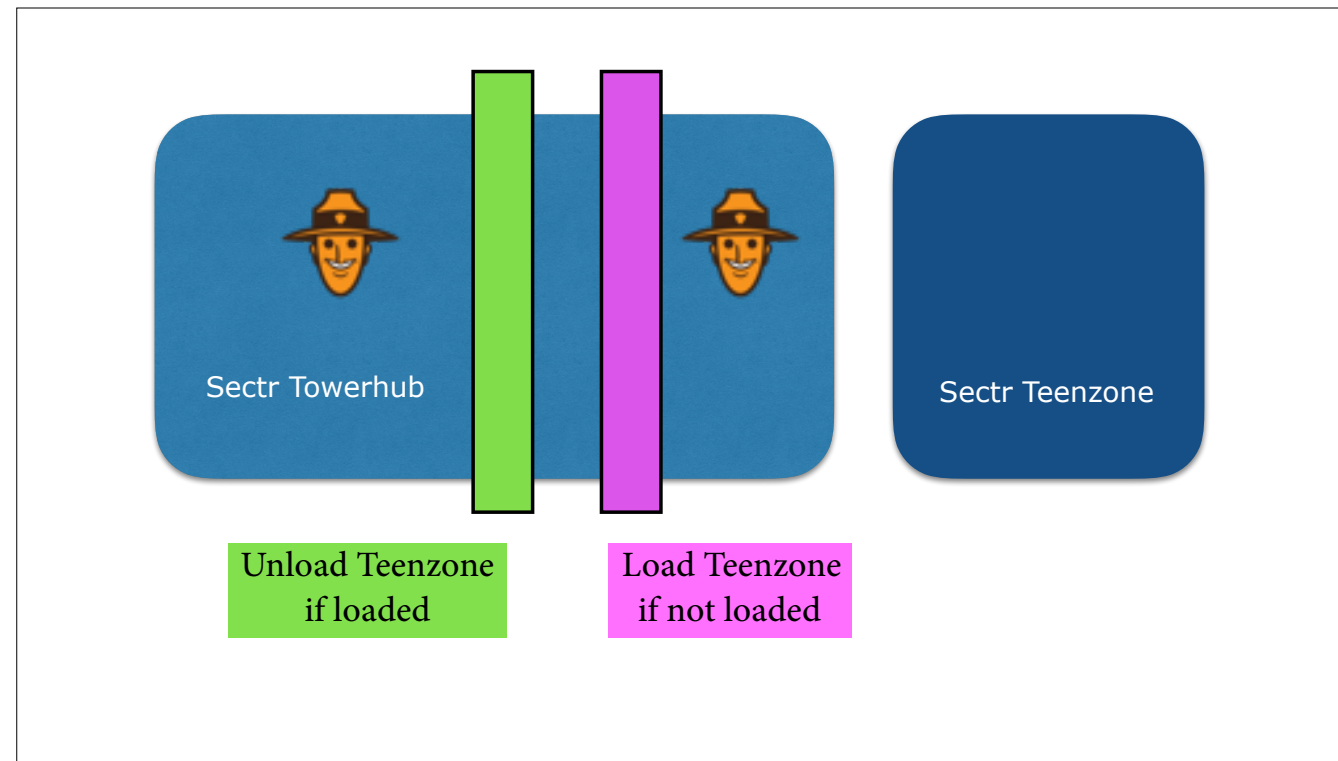 Sectr Towerhub
Sectr Teenzone
Unload Teenzone
if loaded
Load Teenzone
if not loaded